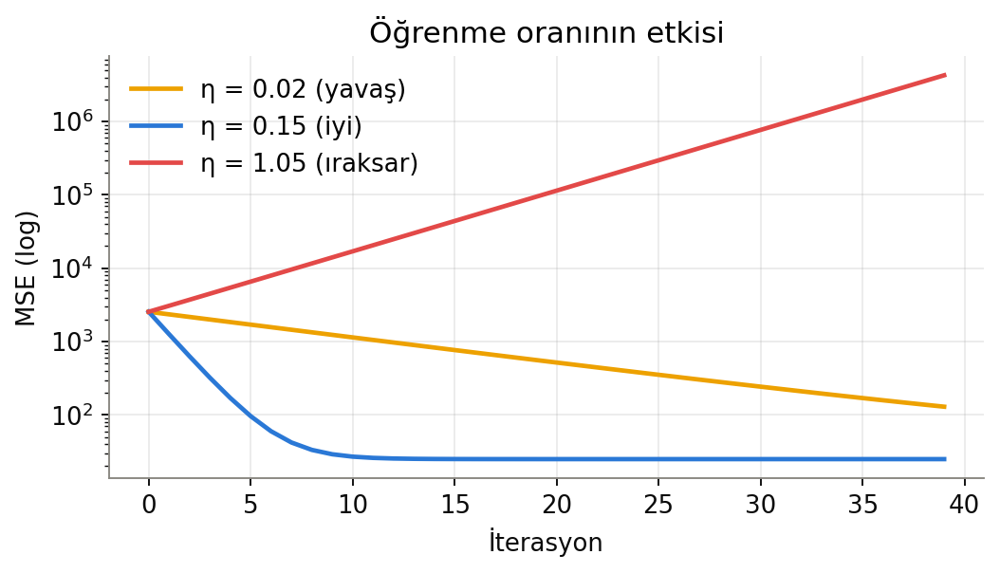 Öğrenme oranının etkisi
η = 0.02 (yavaş)
η = 0.15 (iyi)
η = 1.05 (ıraksar)
MSE (log)
10⁶
10⁵
10⁴
10³
10²
0 5 10 15 20 25 30 35 40
İterasyon